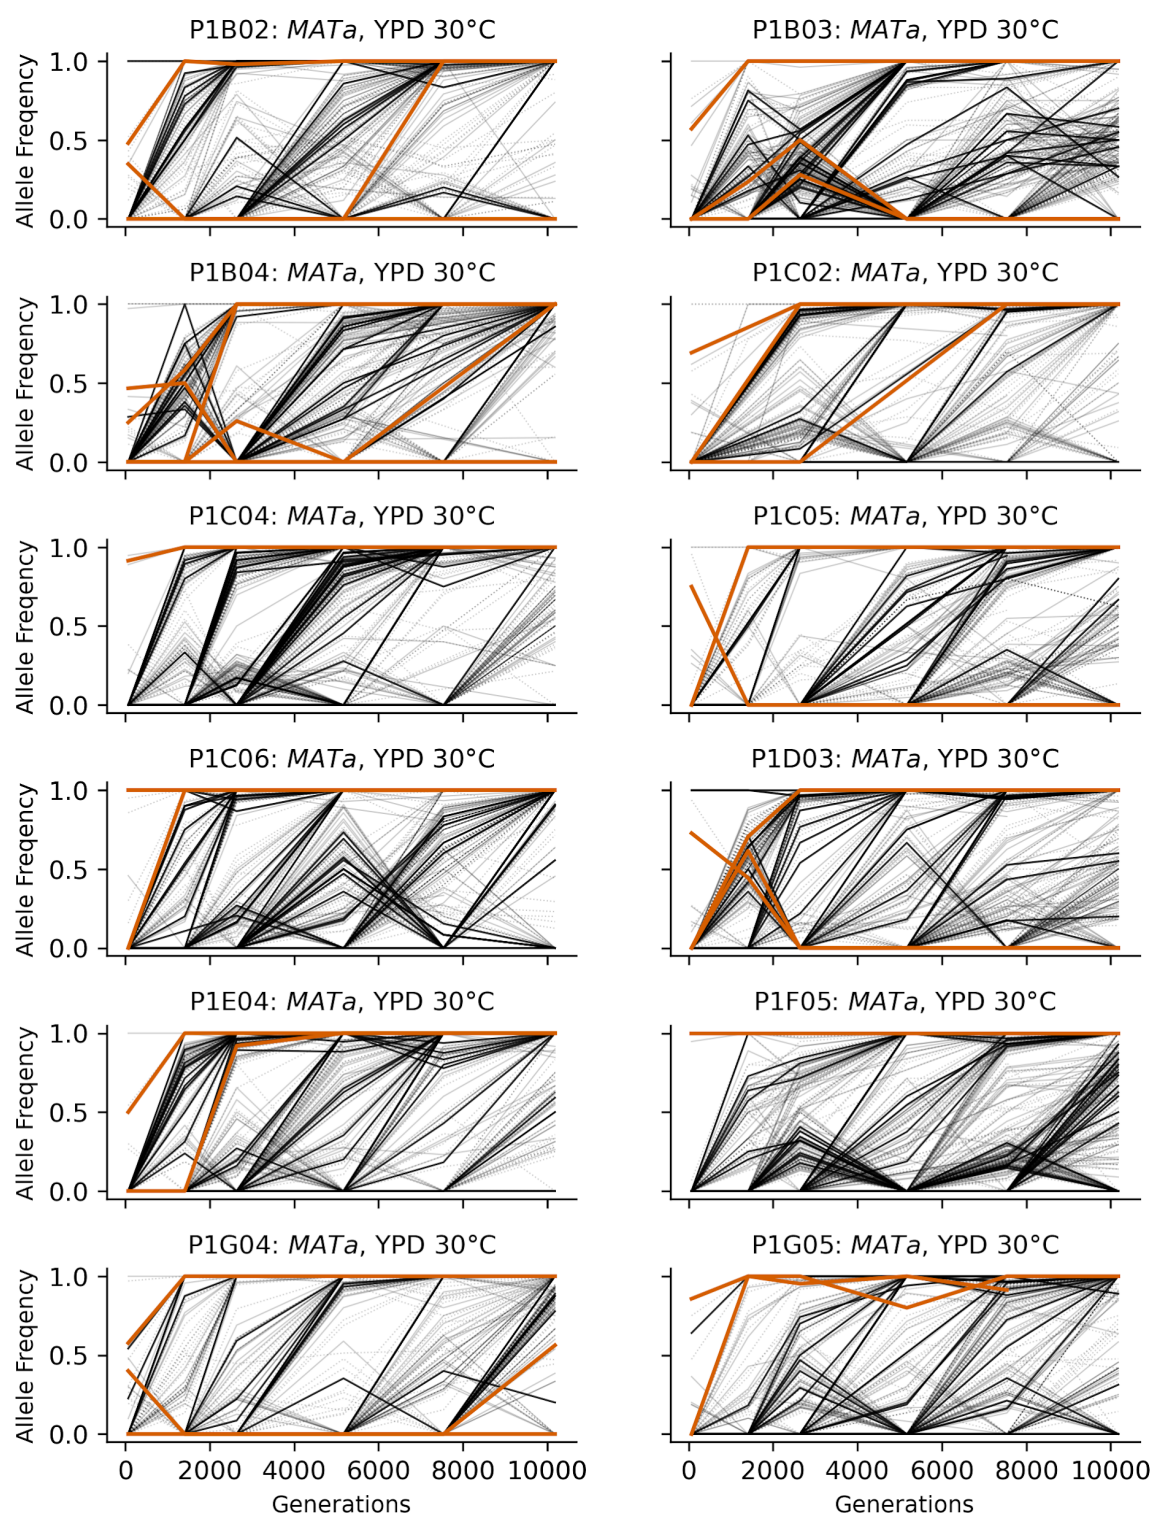 P1B02: MATa, YPD 30°C
P1B03: MATa, YPD 30°C
Allele Freqency
1.0
0.5
0.0
P1B04: MATa, YPD 30°C
P1C02: MATa, YPD 30°C
Allele Freqency
1.0
0.5
0.0
P1C04: MATa, YPD 30°C
P1C05: MATa, YPD 30°C
Allele Freqency
1.0
0.5
0.0
P1C06: MATa, YPD 30°C
P1D03: MATa, YPD 30°C
Allele Freqency
1.0
0.5
0.0
P1E04: MATa, YPD 30°C
P1F05: MATa, YPD 30°C
Allele Freqency
1.0
0.5
0.0
P1G04: MATa, YPD 30°C
P1G05: MATa, YPD 30°C
Allele Freqency
1.0
0.5
0.0
0 2000 4000 6000 8000 10000
0 2000 4000 6000 8000 10000
Generations
Generations